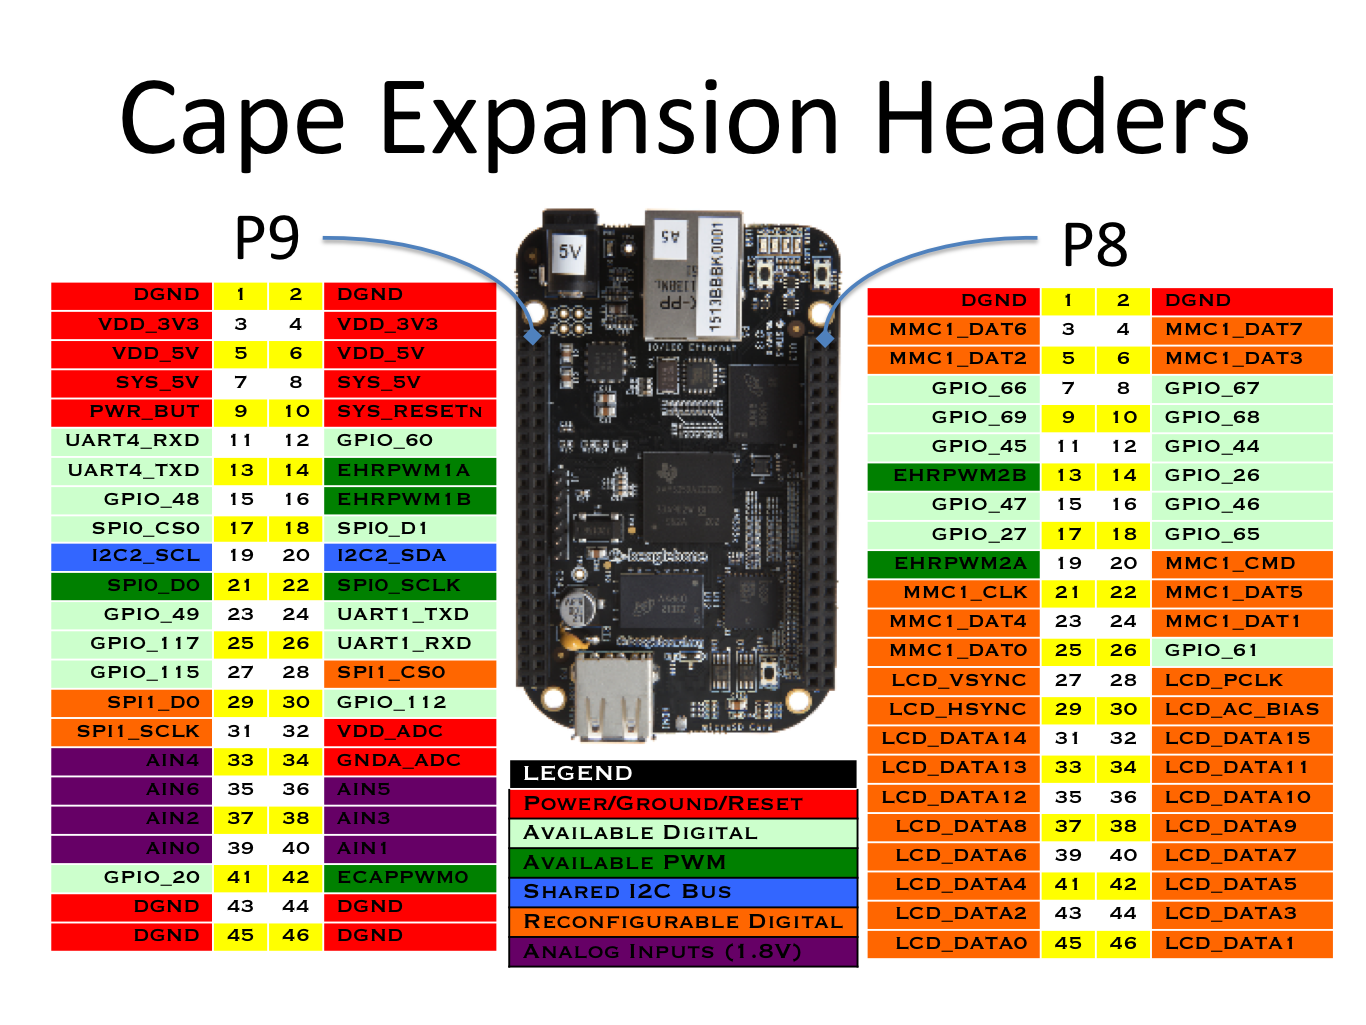 Cape Expansion Headers
P9
P8
DGND 1 2 DGND
VDD_3V3 3 4 VDD_3V3
VDD_5V 5 6 VDD_5V
SYS_5V 7 8 SYS_5V
PWR_BUT 9 10 SYS_RESETN
UART4_RXD 11 12 GPIO_60
UART4_TXD 13 14 EHRPWM1A
GPIO_48 15 16 EHRPWM1B
SPI0_CS0 17 18 SPI0_D1
I2C2_SCL 19 20 I2C2_SDA
SPI0_D0 21 22 SPI0_SCLK
GPIO_49 23 24 UART1_TXD
GPIO_117 25 26 UART1_RXD
GPIO_115 27 28 SPI1_CS0
SPI1_D0 29 30 GPIO_112
SPI1_SCLK 31 32 VDD_ADC
AIN4 33 34 GNDA_ADC
AIN6 35 36 AIN5
AIN2 37 38 AIN3
AIN0 39 40 AIN1
GPIO_20 41 42 ECAPPWM0
DGND 43 44 DGND
DGND 45 46 DGND
5V
A5
1513BBBK0001
10/100 Ethernet
beaglebone
microSD Card
LEGEND
POWER/GROUND/RESET
AVAILABLE DIGITAL
AVAILABLE PWM
SHARED I2C BUS
RECONFIGURABLE DIGITAL
ANALOG INPUTS (1.8V)
DGND 1 2 DGND
MMC1_DAT6 3 4 MMC1_DAT7
MMC1_DAT2 5 6 MMC1_DAT3
GPIO_66 7 8 GPIO_67
GPIO_69 9 10 GPIO_68
GPIO_45 11 12 GPIO_44
EHRPWM2B 13 14 GPIO_26
GPIO_47 15 16 GPIO_46
GPIO_27 17 18 GPIO_65
EHRPWM2A 19 20 MMC1_CMD
MMC1_CLK 21 22 MMC1_DAT5
MMC1_DAT4 23 24 MMC1_DAT1
MMC1_DAT0 25 26 GPIO_61
LCD_VSYNC 27 28 LCD_PCLK
LCD_HSYNC 29 30 LCD_AC_BIAS
LCD_DATA14 31 32 LCD_DATA15
LCD_DATA13 33 34 LCD_DATA11
LCD_DATA12 35 36 LCD_DATA10
LCD_DATA8 37 38 LCD_DATA9
LCD_DATA6 39 40 LCD_DATA7
LCD_DATA4 41 42 LCD_DATA5
LCD_DATA2 43 44 LCD_DATA3
LCD_DATA0 45 46 LCD_DATA1